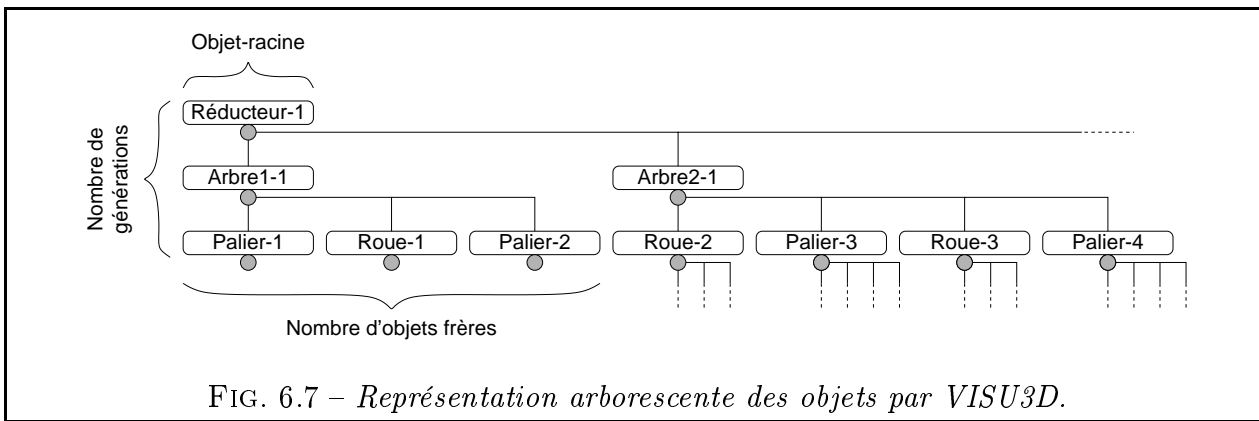 Objet-racine
Réducteur-1
Nombre de
générations
Arbre1-1
Arbre2-1
Palier-1
Roue-1
Palier-2
Roue-2
Palier-3
Roue-3
Palier-4
Nombre d'objets frères
FIG. 6.7 – Représentation arborescente des objets par VISU3D.